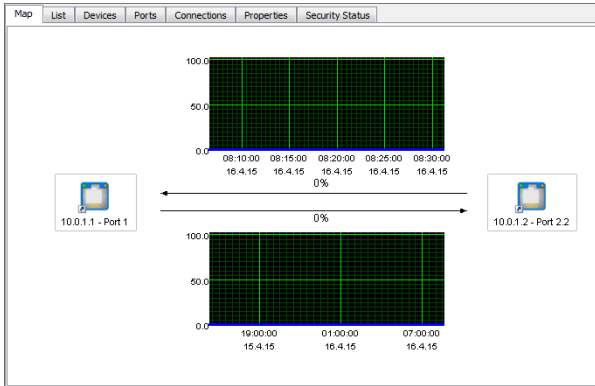 Map List Devices Ports Connections Properties Security Status
100.0
50.0
0.0
08:10:00 08:15:00 08:20:00 08:25:00 08:30:00
16.4.15 16.4.15 16.4.15 16.4.15 16.4.15
0%
10.0.1.1 - Port 1
10.0.1.2 - Port 2.2
0%
100.0
50.0
0.0
19:00:00 01:00:00 07:00:00
15.4.15 16.4.15 16.4.15